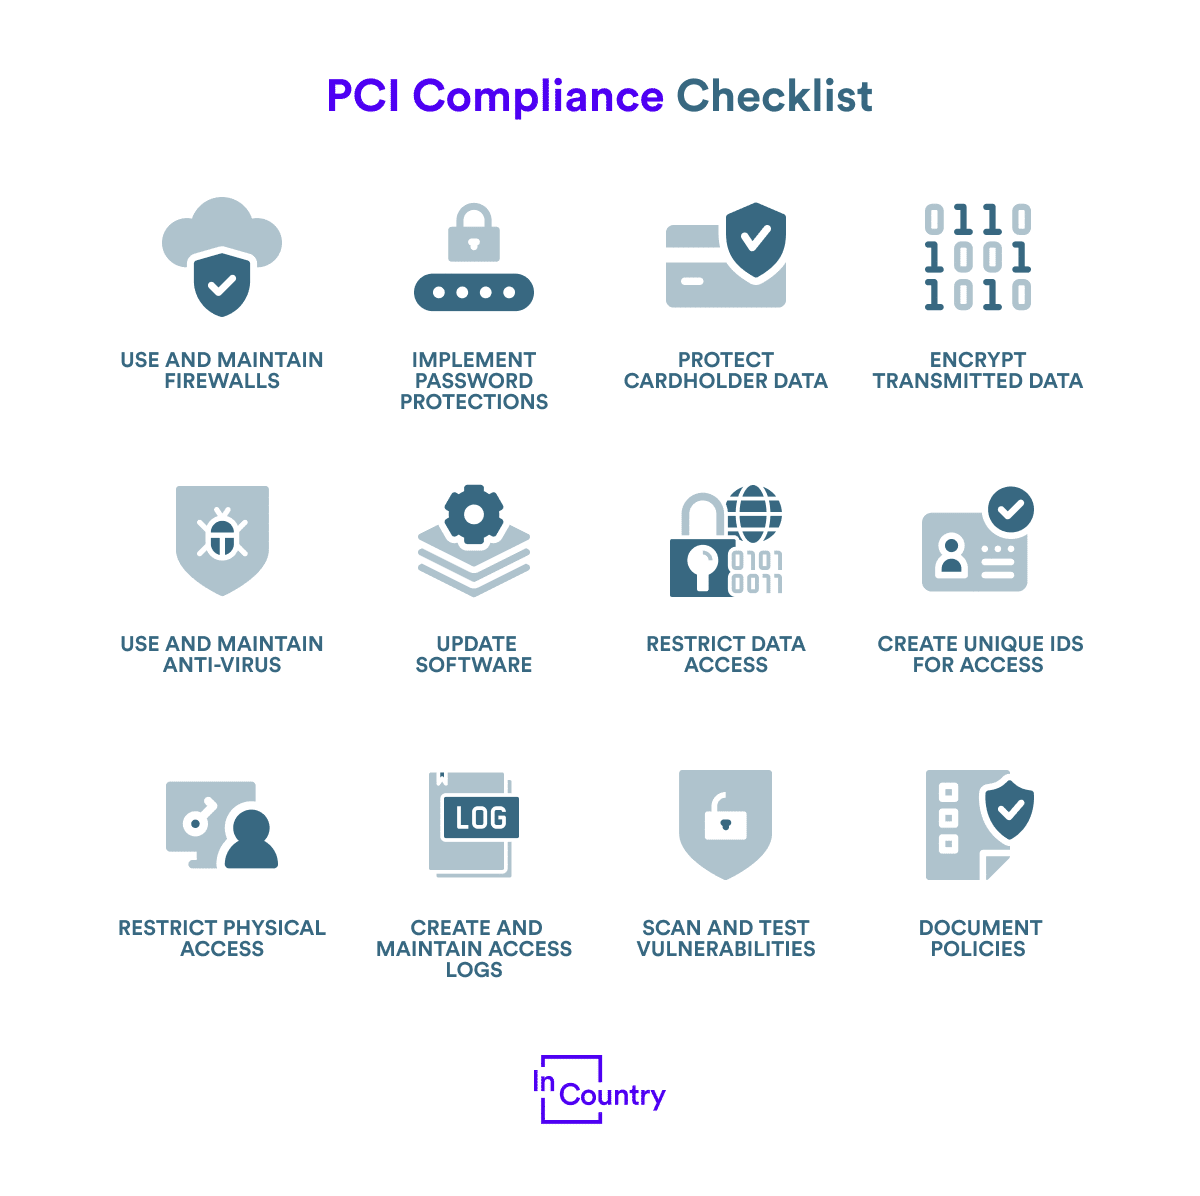 PCI Compliance Checklist
0110
1001
1010
USE AND MAINTAIN
FIREWALLS
IMPLEMENT
PASSWORD
PROTECTIONS
PROTECT
CARDHOLDER DATA
ENCRYPT
TRANSMITTED DATA
0101
0011
USE AND MAINTAIN
ANTI-VIRUS
UPDATE
SOFTWARE
RESTRICT DATA
ACCESS
CREATE UNIQUE IDS
FOR ACCESS
LOG
RESTRICT PHYSICAL
ACCESS
CREATE AND
MAINTAIN ACCESS
LOGS
SCAN AND TEST
VULNERABILITIES
DOCUMENT
POLICIES
In
Country